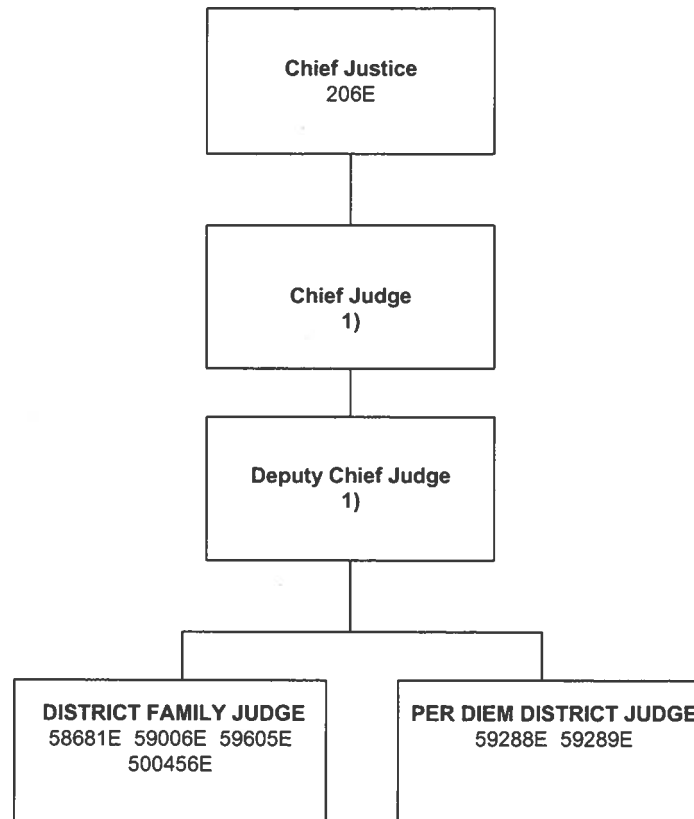 Chief Justice
206E
Chief Judge
1)
Deputy Chief Judge
1)
DISTRICT FAMILY JUDGE
58681E 59006E 59605E
500456E
PER DIEM DISTRICT JUDGE
59288E 59289E